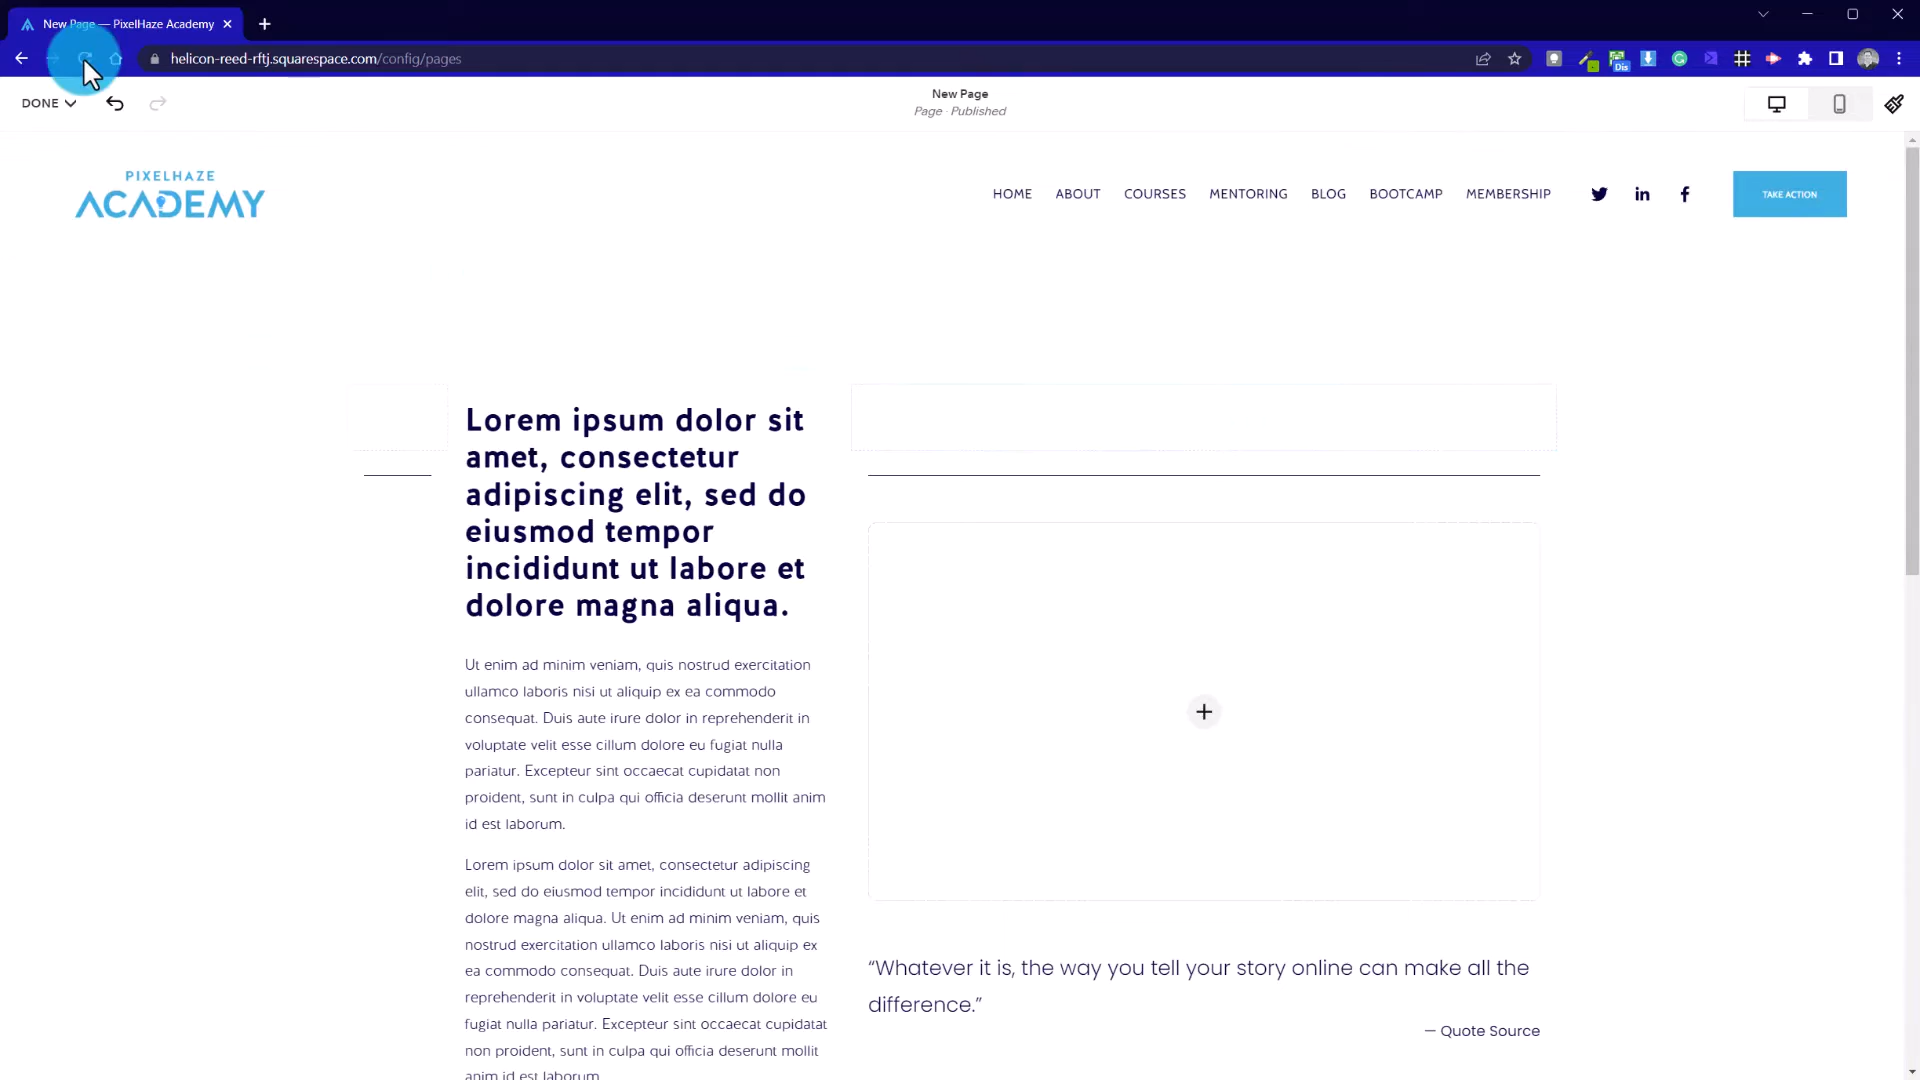 New Page — PixelHaze Academy
helicon-reed-rftj.squarespace.com/config/pages
Dis
DONE
New Page
Page · Published
PIXELHAZE
ACADEMY
HOME ABOUT COURSES MENTORING BLOG BOOTCAMP MEMBERSHIP
TAKE ACTION
Lorem ipsum dolor sit
amet, consectetur
adipiscing elit, sed do
eiusmod tempor
incididunt ut labore et
dolore magna aliqua.
Ut enim ad minim veniam, quis nostrud exercitation
ullamco laboris nisi ut aliquip ex ea commodo
consequat. Duis aute irure dolor in reprehenderit in
voluptate velit esse cillum dolore eu fugiat nulla
pariatur. Excepteur sint occaecat cupidatat non
proident, sunt in culpa qui officia deserunt mollit anim
id est laborum.
Lorem ipsum dolor sit amet, consectetur adipiscing
elit, sed do eiusmod tempor incididunt ut labore et
dolore magna aliqua. Ut enim ad minim veniam, quis
nostrud exercitation ullamco laboris nisi ut aliquip ex
ea commodo consequat. Duis aute irure dolor in
reprehenderit in voluptate velit esse cillum dolore eu
fugiat nulla pariatur. Excepteur sint occaecat cupidatat
non proident, sunt in culpa qui officia deserunt mollit
anim id est laborum.
“Whatever it is, the way you tell your story online can make all the
difference.”
— Quote Source